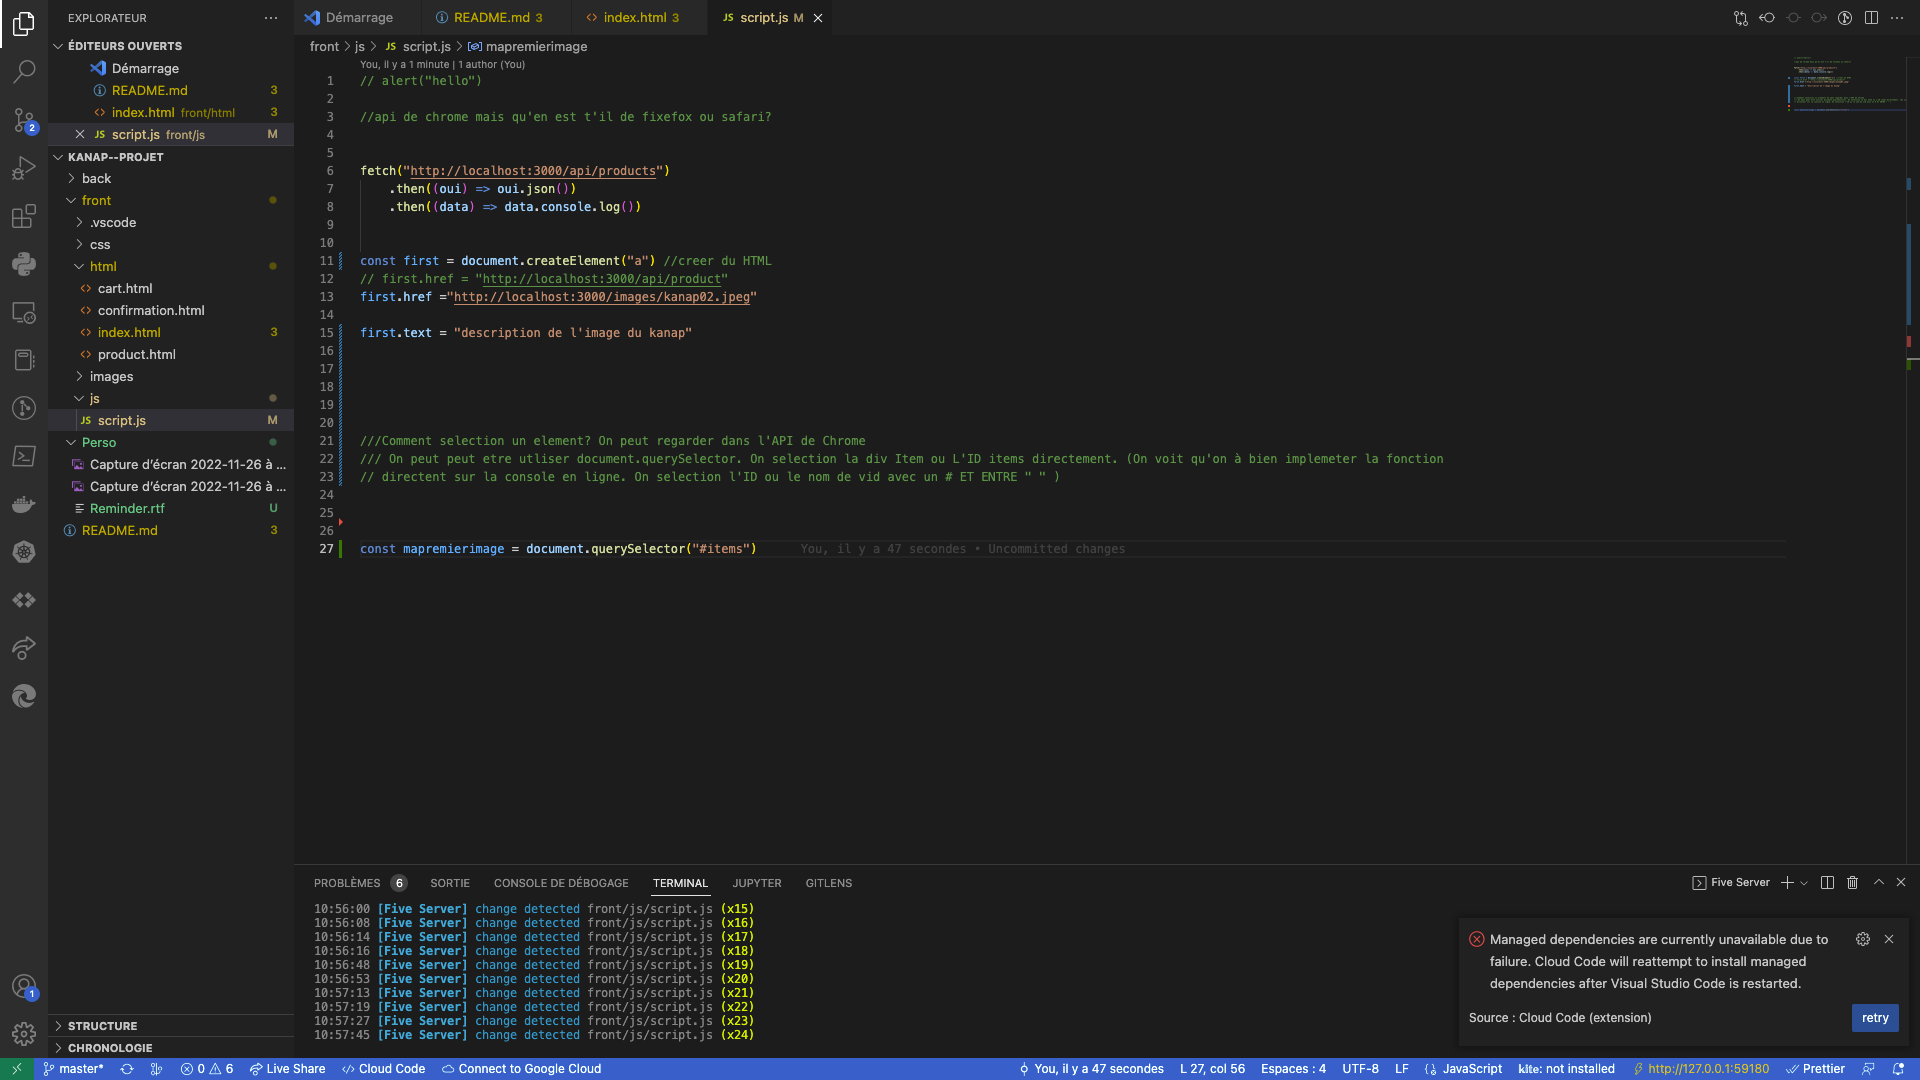 EXPLORATEUR
ÉDITEURS OUVERTS
Démarrage
README.md 3
index.html front/html 3
JS script.js front/js M
KANAP--PROJET
back
front
.vscode
css
html
cart.html
confirmation.html
index.html 3
product.html
images
js
JS script.js M
Perso
Capture d'écran 2022-11-26 à ...
Capture d'écran 2022-11-26 à ...
Reminder.rtf U
README.md 3
STRUCTURE
CHRONOLOGIE
2
1
Démarrage
README.md 3
index.html 3
JS script.js M
front > js > JS script.js > mapremierimage
You, il y a 1 minute | 1 author (You)
1 // alert("hello")
2
3 //api de chrome mais qu'en est t'il de fixefox ou safari?
4
5
6 fetch("http://localhost:3000/api/products")
7 .then((oui) => oui.json())
8 .then((data) => data.console.log())
9
10
11 const first = document.createElement("a") //creer du HTML
12 // first.href = "http://localhost:3000/api/product"
13 first.href ="http://localhost:3000/images/kanap02.jpeg"
14
15 first.text = "description de l'image du kanap"
16
17
18
19
20
21 ///Comment selection un element? On peut regarder dans l'API de Chrome
22 /// On peut peut etre utliser document.querySelector. On selection la div Item ou L'ID items directement. (On voit qu'on à bien implemeter la fonction
23 // directent sur la console en ligne. On selection l'ID ou le nom de vid avec un # ET ENTRE " " )
24
25
26
27 const mapremierimage = document.querySelector("#items") You, il y a 47 secondes • Uncommitted changes
PROBLÈMES 6 SORTIE CONSOLE DE DÉBOGAGE TERMINAL JUPYTER GITLENS
Five Server
10:56:00 [Five Server] change detected front/js/script.js (x15)
10:56:08 [Five Server] change detected front/js/script.js (x16)
10:56:14 [Five Server] change detected front/js/script.js (x17)
10:56:16 [Five Server] change detected front/js/script.js (x18)
10:56:48 [Five Server] change detected front/js/script.js (x19)
10:56:53 [Five Server] change detected front/js/script.js (x20)
10:57:13 [Five Server] change detected front/js/script.js (x21)
10:57:19 [Five Server] change detected front/js/script.js (x22)
10:57:27 [Five Server] change detected front/js/script.js (x23)
10:57:45 [Five Server] change detected front/js/script.js (x24)
Managed dependencies are currently unavailable due to
failure. Cloud Code will reattempt to install managed
dependencies after Visual Studio Code is restarted.
Source : Cloud Code (extension)
retry
master* 0 6 Live Share Cloud Code Connect to Google Cloud You, il y a 47 secondes L 27, col 56 Espaces : 4 UTF-8 LF {} JavaScript kite: not installed http://127.0.0.1:59180 Prettier